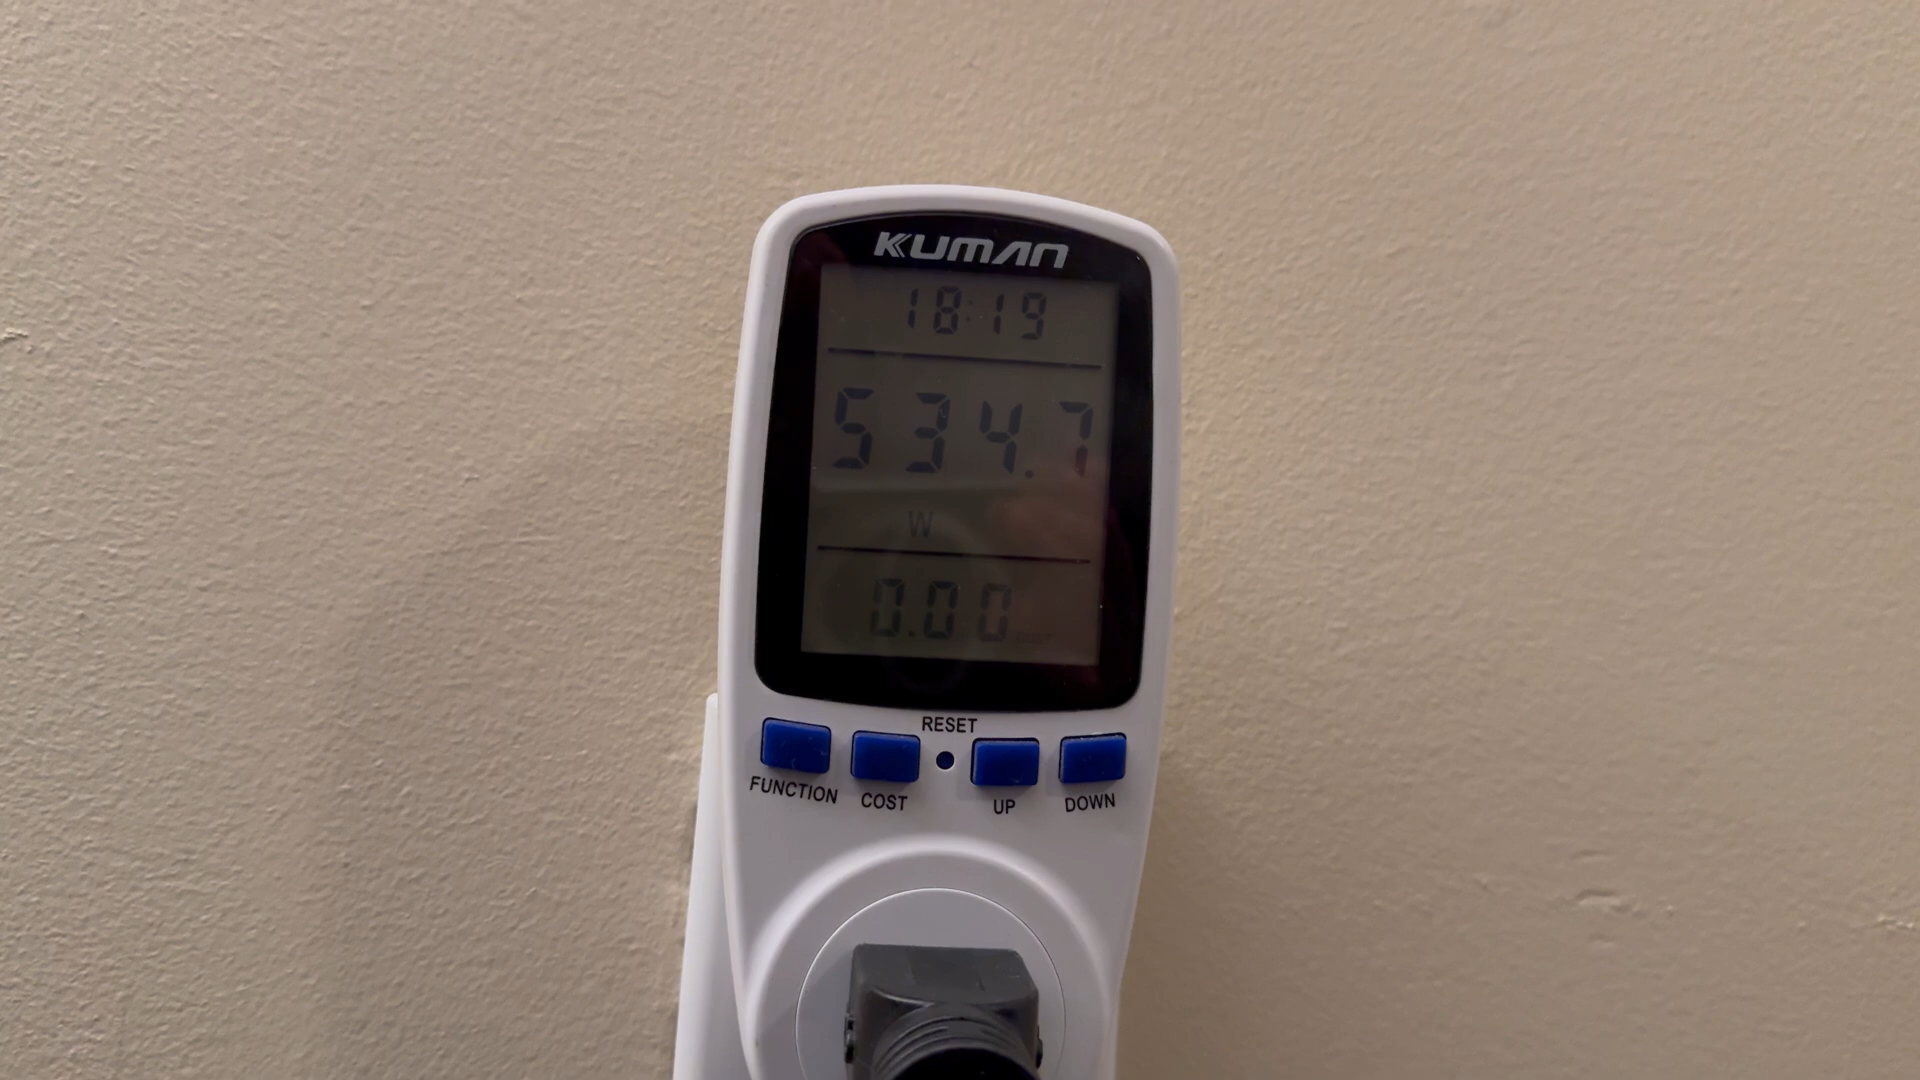 KUMAN
18:19
534.7
W
0.00
RESET
FUNCTION COST UP DOWN